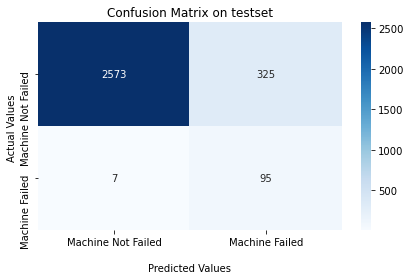 Confusion Matrix on testset
Actual Values
Machine Not Failed
Machine Failed
2573
325
7
95
2500
2000
1500
1000
500
Machine Not Failed
Machine Failed
Predicted Values